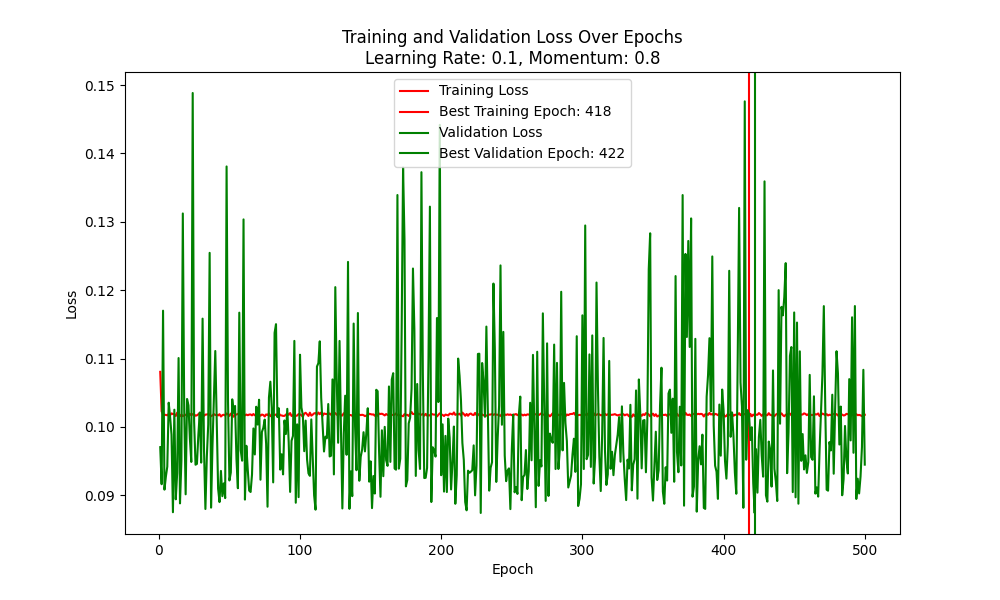 Training and Validation Loss Over Epochs
Learning Rate: 0.1, Momentum: 0.8
Training Loss
Best Training Epoch: 418
Validation Loss
Best Validation Epoch: 422
0.15
0.14
0.13
0.12
0.11
0.10
0.09
Loss
0 100 200 300 400 500
Epoch